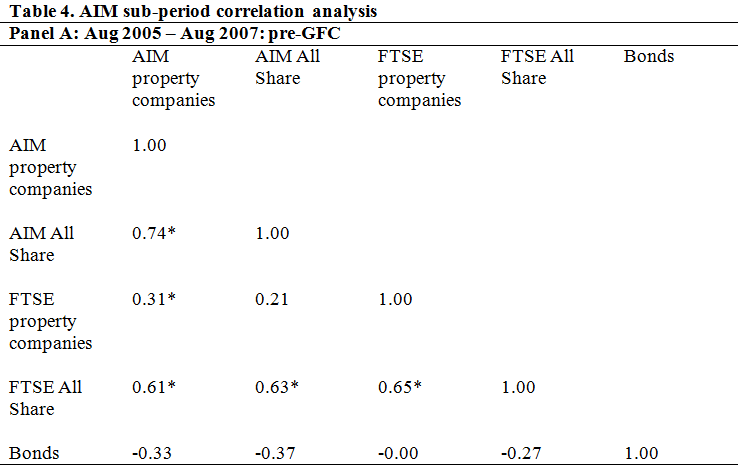 Table 4. AIM sub-period correlation analysis
Panel A: Aug 2005 – Aug 2007: pre-GFC
AIM property companies AIM All Share FTSE property companies FTSE All Share Bonds
AIM property companies 1.00
AIM All Share 0.74* 1.00
FTSE property companies 0.31* 0.21 1.00
FTSE All Share 0.61* 0.63* 0.65* 1.00
Bonds -0.33 -0.37 -0.00 -0.27 1.00